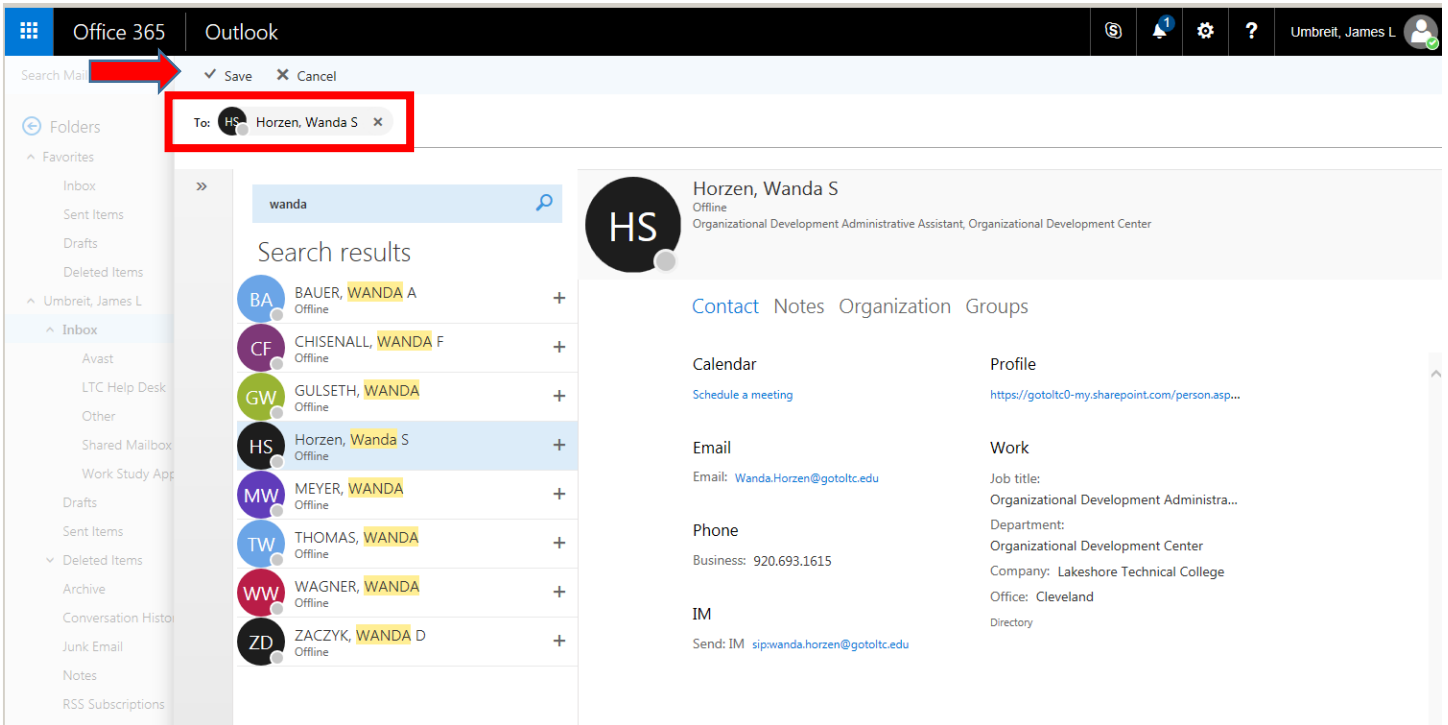 Office 365 Outlook 1 ? Umbreit, James L
Search Mai Save Cancel
To: HS Horzen, Wanda S
Folders
Favorites
Inbox
Sent Items
Drafts
Deleted Items
Umbreit, James L
Inbox
Avast
LTC Help Desk
Other
Shared Mailbox
Work Study App
Drafts
Sent Items
Deleted Items
Archive
Conversation Histo
Junk Email
Notes
RSS Subscriptions
wanda
Search results
BA BAUER, WANDA A
Offline
CF CHISENALL, WANDA F
Offline
GW GULSETH, WANDA
Offline
HS Horzen, Wanda S
Offline
MW MEYER, WANDA
Offline
TW THOMAS, WANDA
Offline
WW WAGNER, WANDA
Offline
ZD ZACZYK, WANDA D
Offline
HS
Horzen, Wanda S
Offline
Organizational Development Administrative Assistant, Organizational Development Center
Contact Notes Organization Groups
Calendar
Schedule a meeting
Email
Email: Wanda.Horzen@gotoltc.edu
Phone
Business: 920.693.1615
IM
Send: IM sip:wanda.horzen@gotoltc.edu
Profile
https://gotoltc0-my.sharepoint.com/person.asp...
Work
Job title:
Organizational Development Administra...
Department:
Organizational Development Center
Company: Lakeshore Technical College
Office: Cleveland
Directory